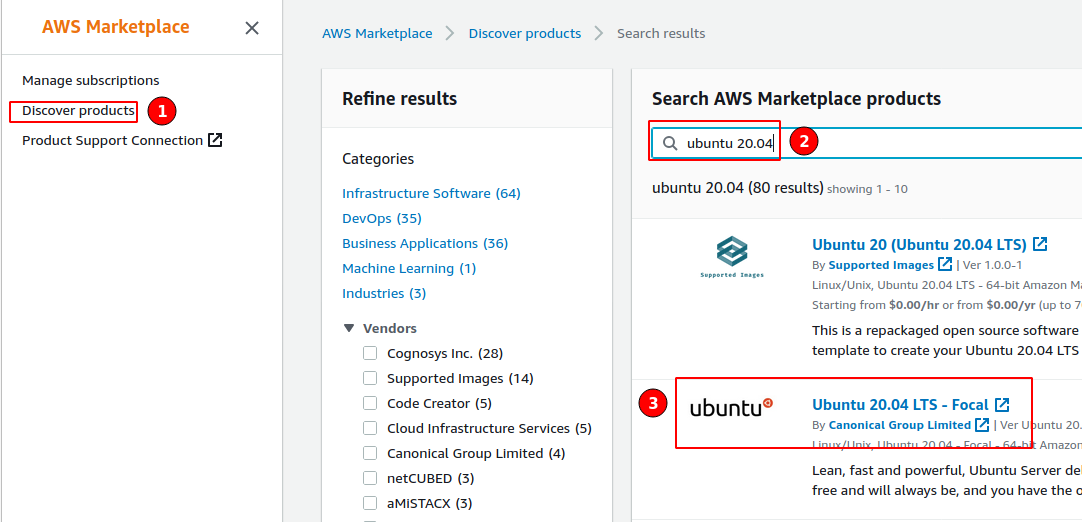 AWS Marketplace
Manage subscriptions
Discover products
1
Product Support Connection
AWS Marketplace > Discover products > Search results
Refine results
Categories
Infrastructure Software (64)
DevOps (35)
Business Applications (36)
Machine Learning (1)
Industries (3)
Vendors
Cognosys Inc. (28)
Supported Images (14)
Code Creator (5)
Cloud Infrastructure Services (5)
Canonical Group Limited (4)
netCUBED (3)
aMiSTACX (3)
Search AWS Marketplace products
ubuntu 20.04
2
ubuntu 20.04 (80 results) showing 1 - 10
Supported Images
Ubuntu 20 (Ubuntu 20.04 LTS)
By Supported Images | Ver 1.0.0-1
Linux/Unix, Ubuntu 20.04 LTS - 64-bit Amazon Ma
Starting from $0.00/hr or from $0.00/yr (up to 7
This is a repackaged open source software
template to create your Ubuntu 20.04 LTS
3
ubuntu
Ubuntu 20.04 LTS - Focal
By Canonical Group Limited | Ver Ubuntu 20.
Linux/Unix, Ubuntu 20.04 - Focal - 64-bit Amazon
Lean, fast and powerful, Ubuntu Server del
free and will always be, and you have the o